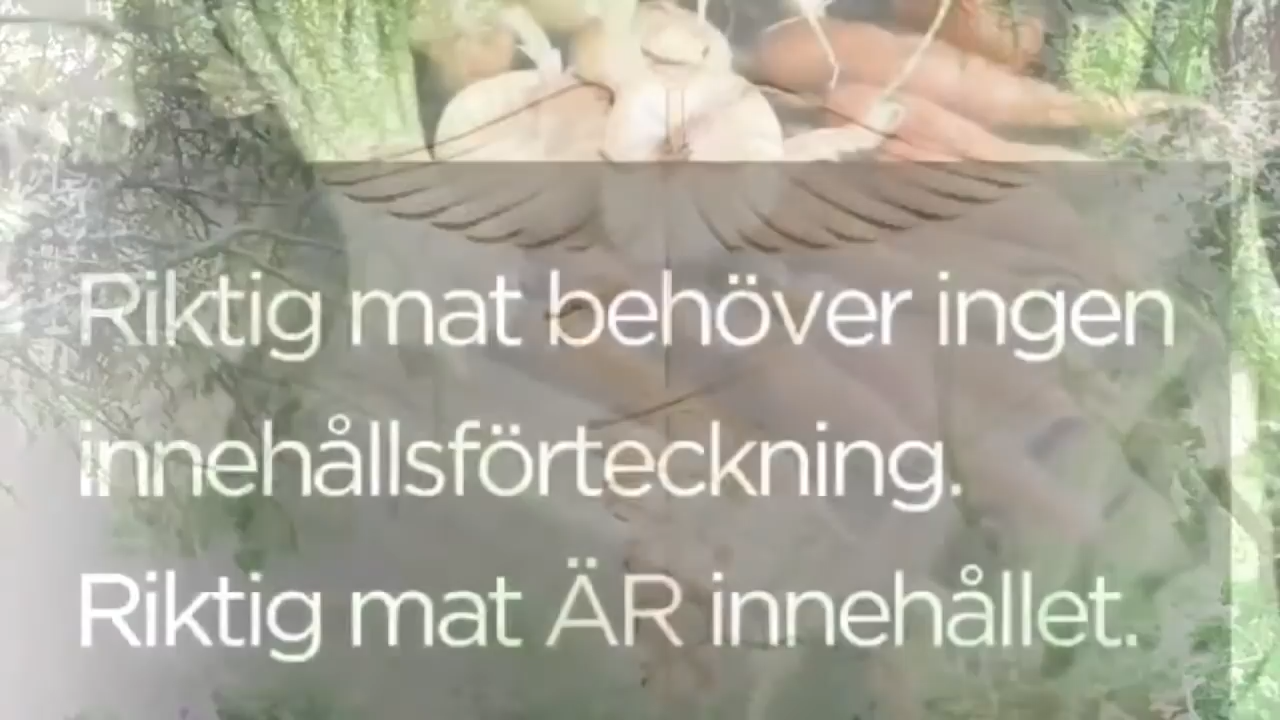 Riktig mat behöver ingen
innehållsförteckning.
Riktig mat ÄR innehållet.